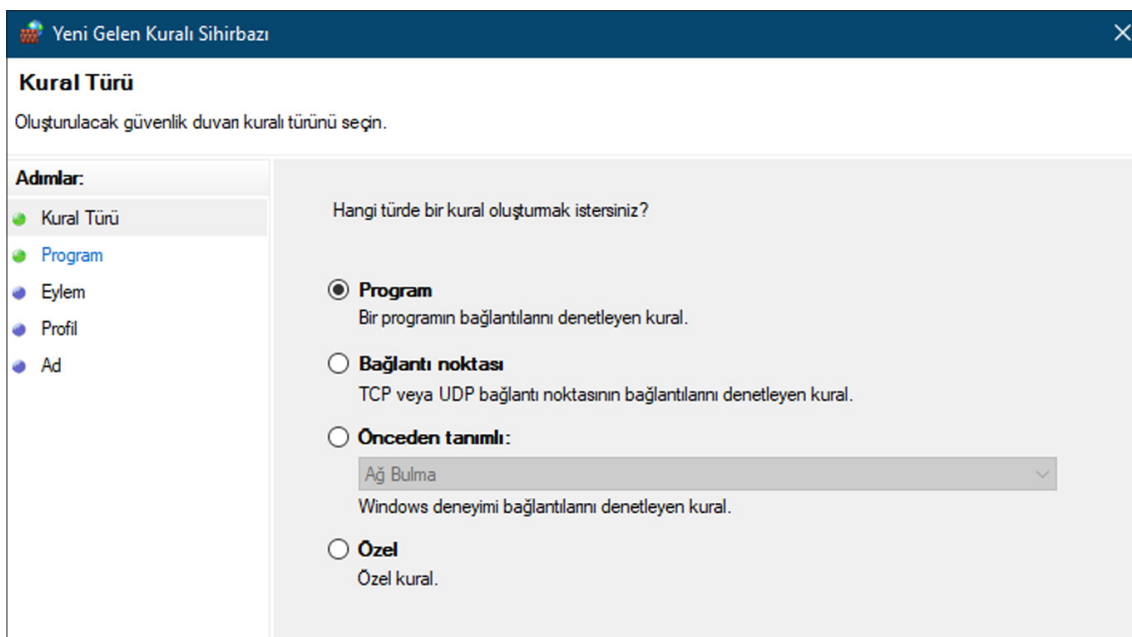 Yeni Gelen Kuralı Sihirbazı
Kural Türü
Oluşturulacak güvenlik duvarı kuralı türünü seçin.
Adımlar:
Kural Türü
Program
Eylem
Profil
Ad
Hangi türde bir kural oluşturmak istersiniz?
Program
Bir programın bağlantılarını denetleyen kural.
Bağlantı noktası
TCP veya UDP bağlantı noktasının bağlantılarını denetleyen kural.
Önceden tanımlı:
Ağ Bulma
Windows deneyimi bağlantılarını denetleyen kural.
Özel
Özel kural.